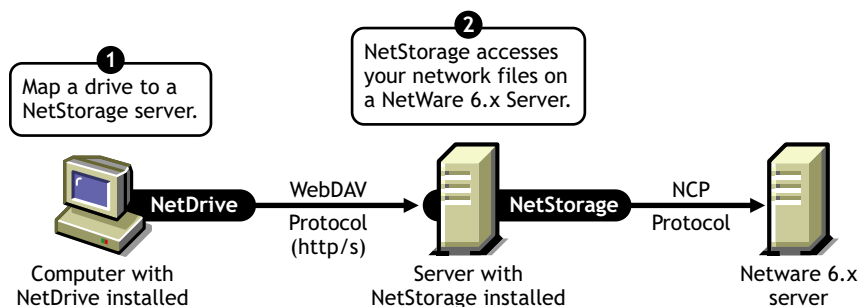 1
Map a drive to a
NetStorage server.
2
NetStorage accesses
your network files on
a NetWare 6.x Server.
NetDrive
WebDAV
Protocol
(http/s)
NetStorage
NCP
Protocol
Computer with
NetDrive installed
Server with
NetStorage installed
Netware 6.x
server